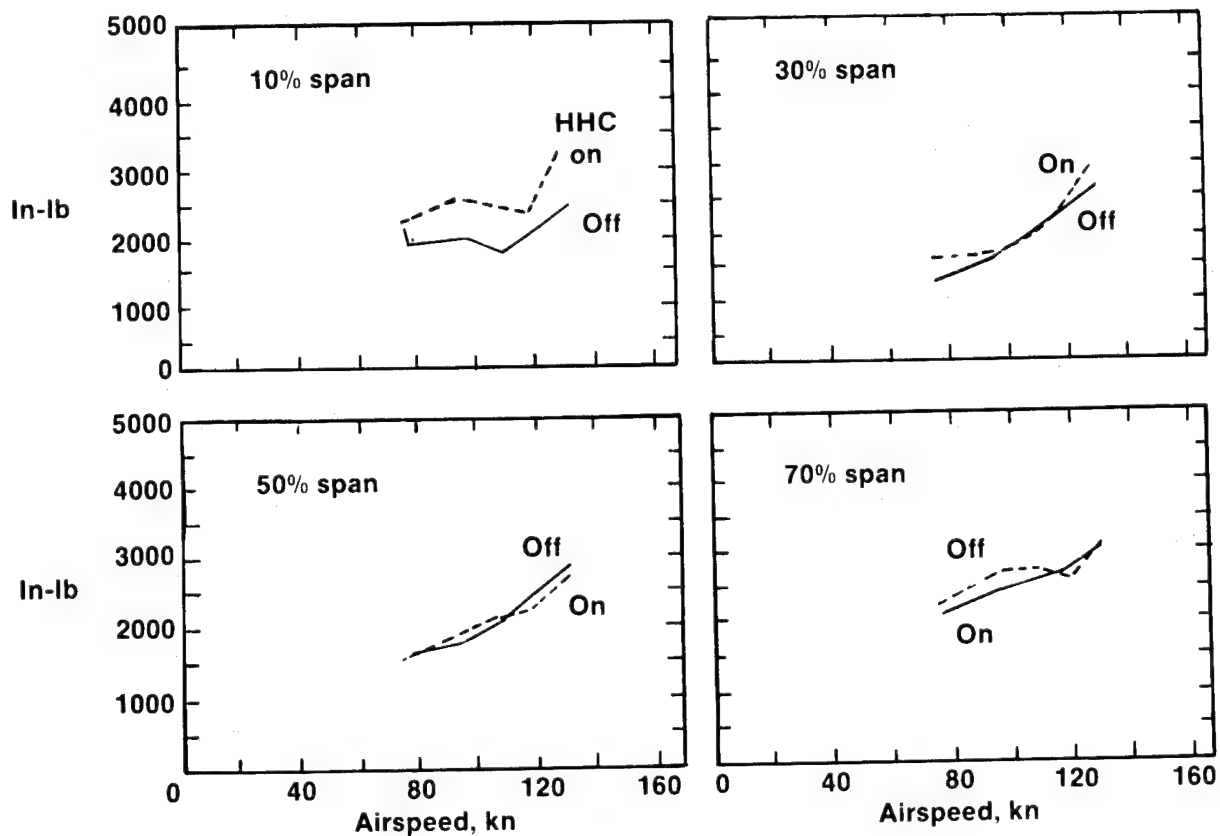 5000
4000
3000
2000
1000
0
In-lb
10% span
HHC
on
Off
30% span
On
Off
5000
4000
3000
2000
1000
In-lb
50% span
Off
On
0 40 80 120 160
Airspeed, kn
70% span
Off
On
0 40 80 120 160
Airspeed, kn